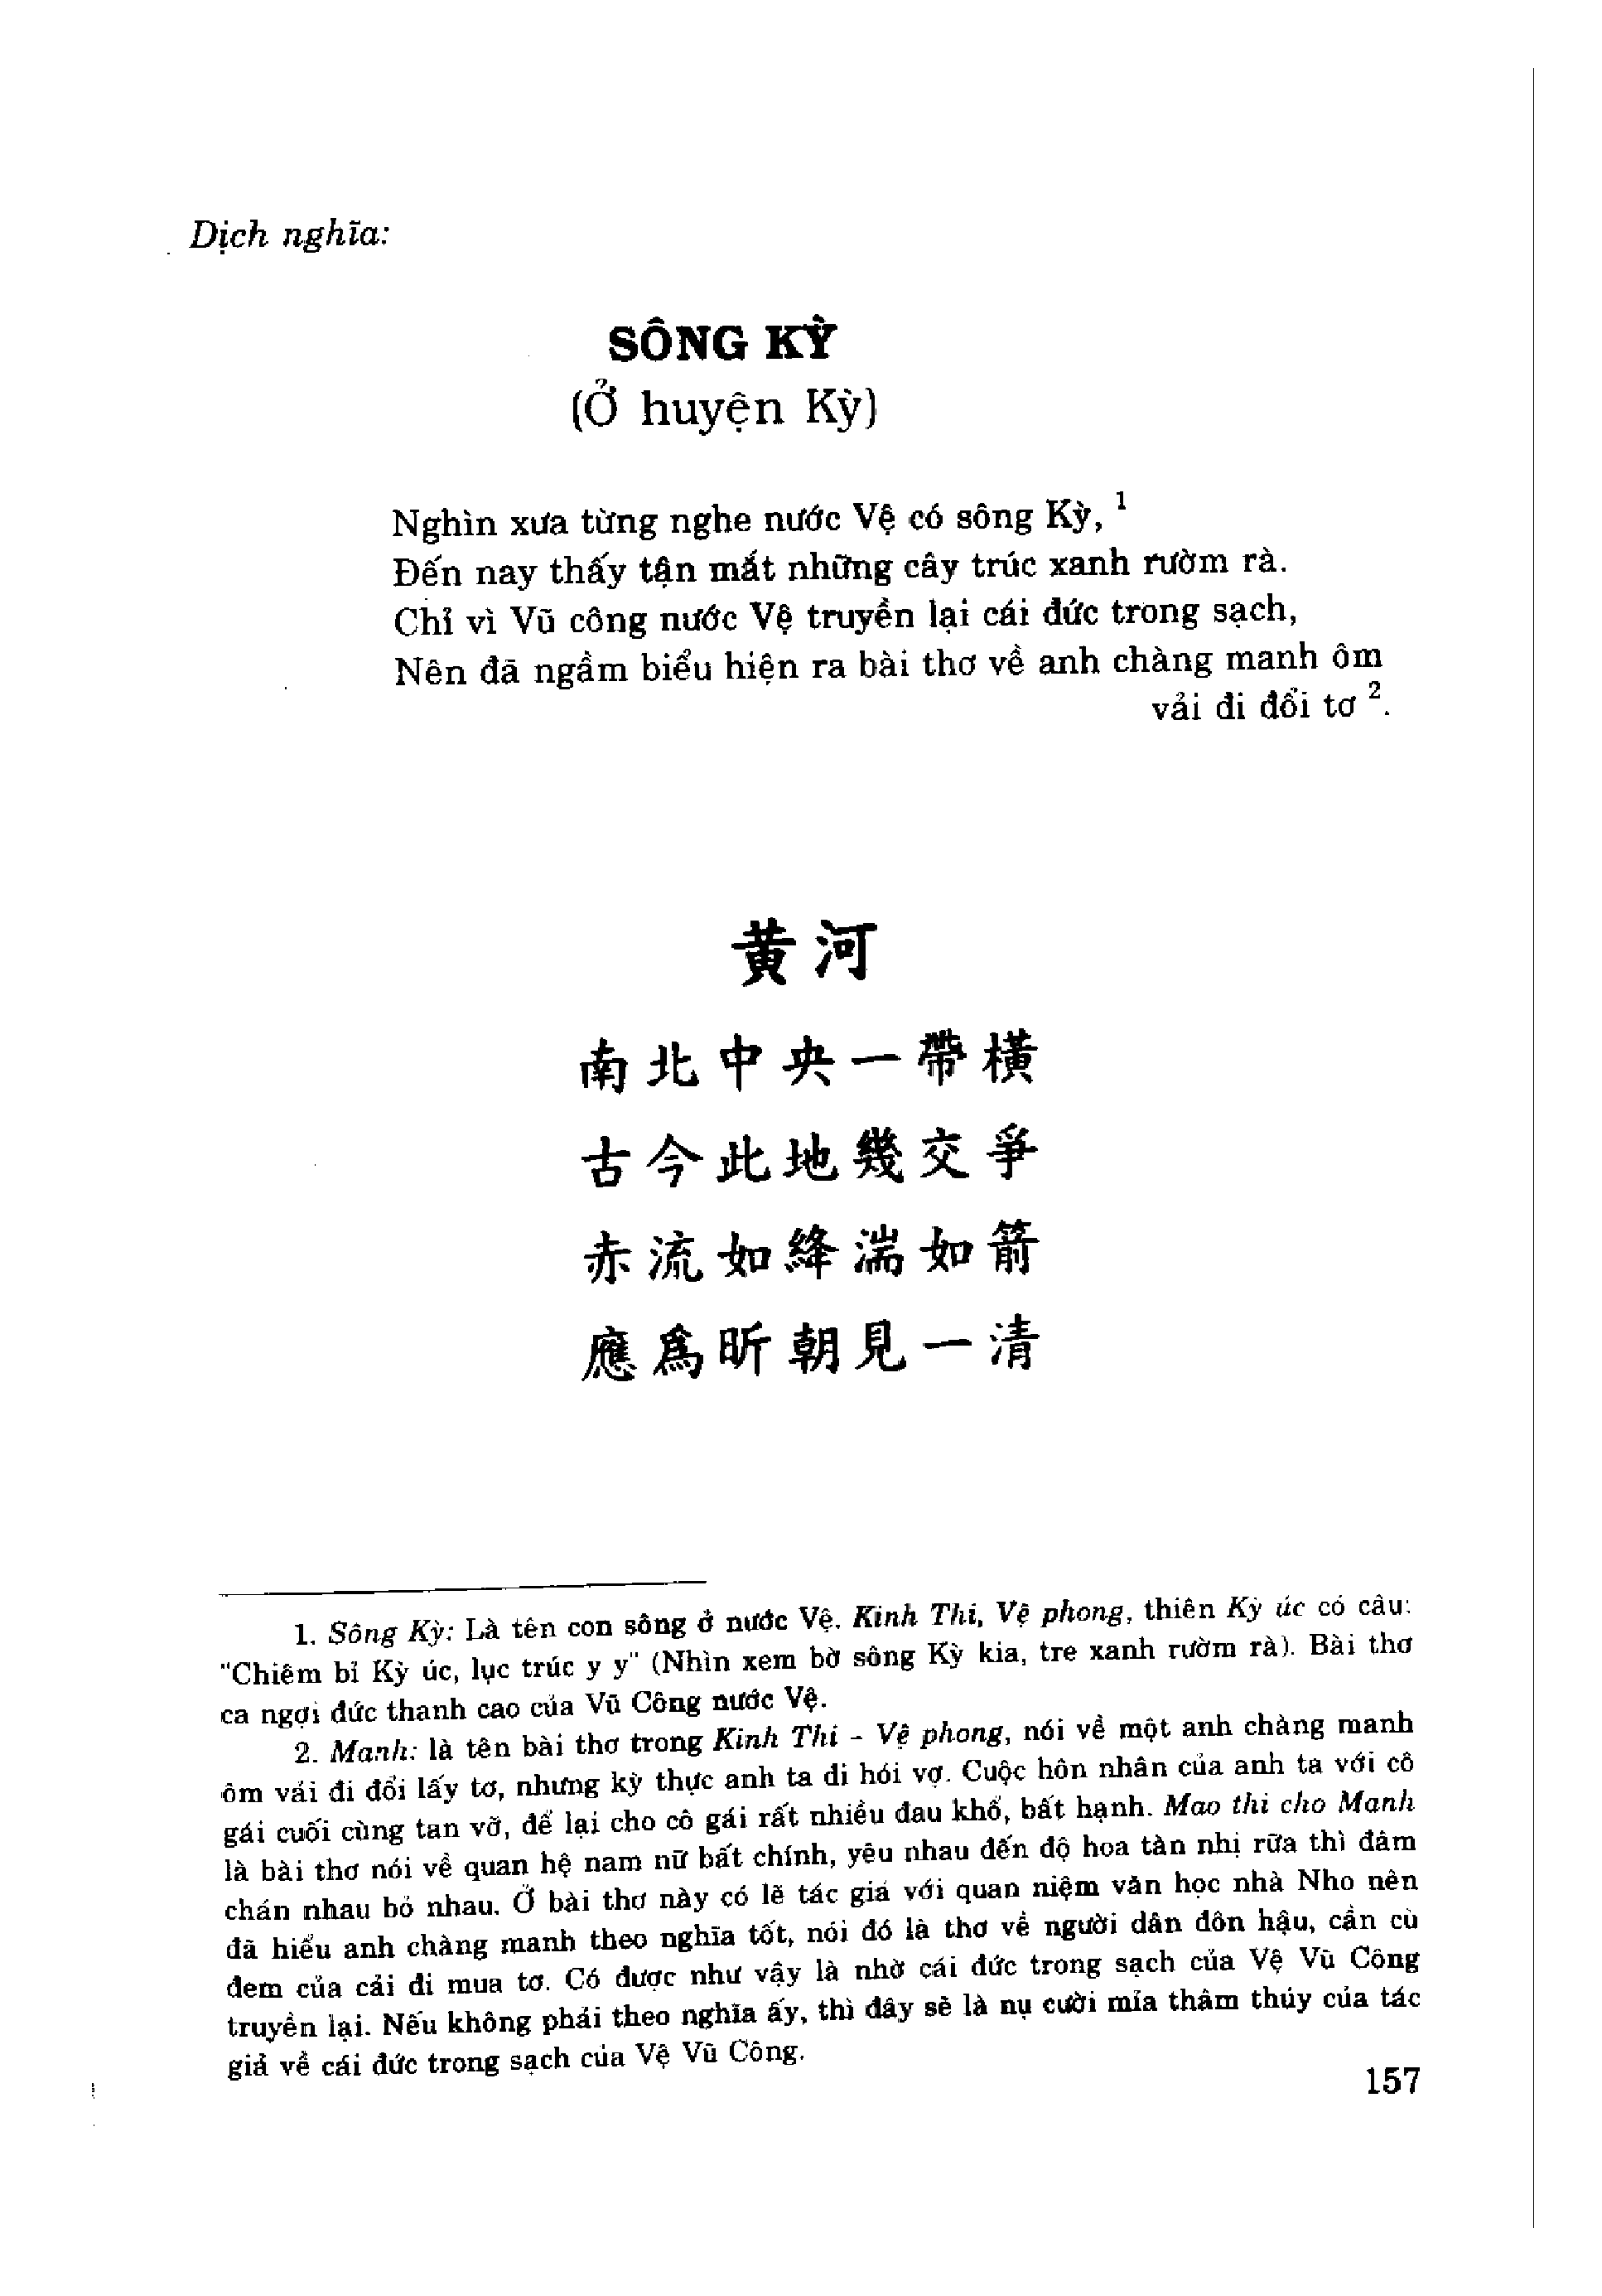 Dịch nghĩa:
SÔNG KỲ
(Ở huyện Kỳ)
Nghìn xưa từng nghe nước Vệ có sông Kỳ, 1
Đến nay thấy tận mắt những cây trúc xanh rườm rà.
Chỉ vì Vũ công nước Vệ truyền lại cái đức trong sạch,
Nên đã ngầm biểu hiện ra bài thơ về anh chàng manh ôm
vải đi đổi tơ 2.
黃河
南北中央一帶橫
古今此地幾交爭
赤流如絳湍如箭
應爲昕朝見一清
1. Sông Kỳ: Là tên con sông ở nước Vệ. Kinh Thi, Vệ phong, thiên Kỳ úc có câu:
"Chiêm bỉ Kỳ úc, lục trúc y y" (Nhìn xem bờ sông Kỳ kia, tre xanh rườm rà). Bài thơ
ca ngợi đức thanh cao của Vũ Công nước Vệ.
2. Manh: là tên bài thơ trong Kinh Thi - Vệ phong, nói về một anh chàng manh
ôm vải đi đổi lấy tơ, nhưng kỳ thực anh ta đi hỏi vợ. Cuộc hôn nhân của anh ta với cô
gái cuối cùng tan vỡ, để lại cho cô gái rất nhiều đau khổ, bất hạnh. Mao thi cho Manh
là bài thơ nói về quan hệ nam nữ bất chính, yêu nhau đến độ hoa tàn nhị rữa thì đâm
chán nhau bỏ nhau. Ở bài thơ này có lẽ tác giả với quan niệm văn học nhà Nho nên
đã hiểu anh chàng manh theo nghĩa tốt, nói đó là thơ về người dân đôn hậu, cần cù
đem của cải đi mua tơ. Có được như vậy là nhờ cái đức trong sạch của Vệ Vũ Công
truyền lại. Nếu không phải theo nghĩa ấy, thì đây sẽ là nụ cười mỉa thâm thúy của tác
giả về cái đức trong sạch của Vệ Vũ Công.
157